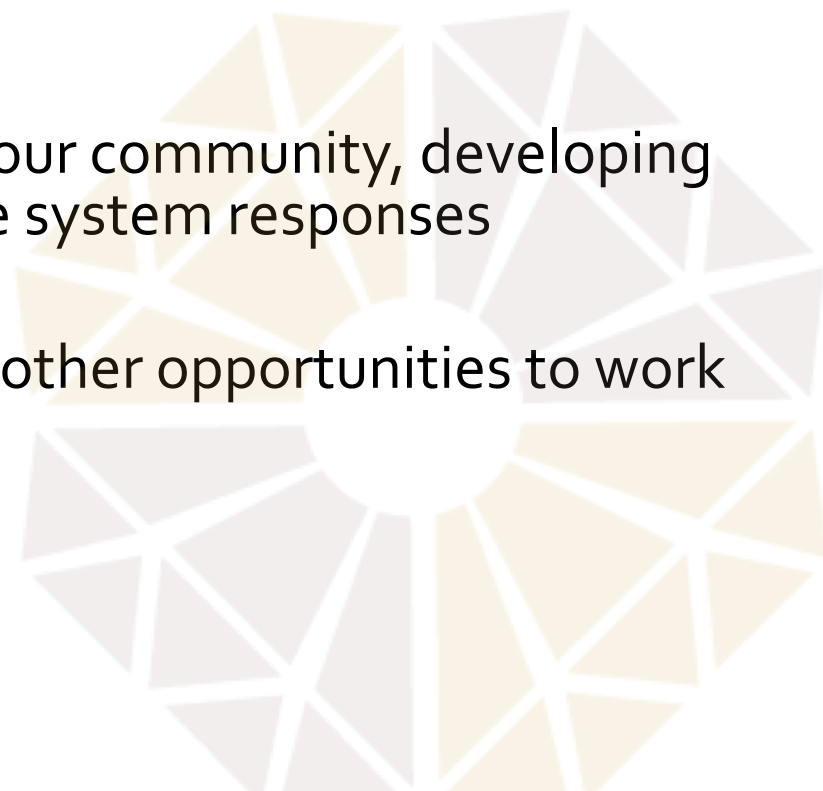 our community, developing
e system responses
other opportunities to work